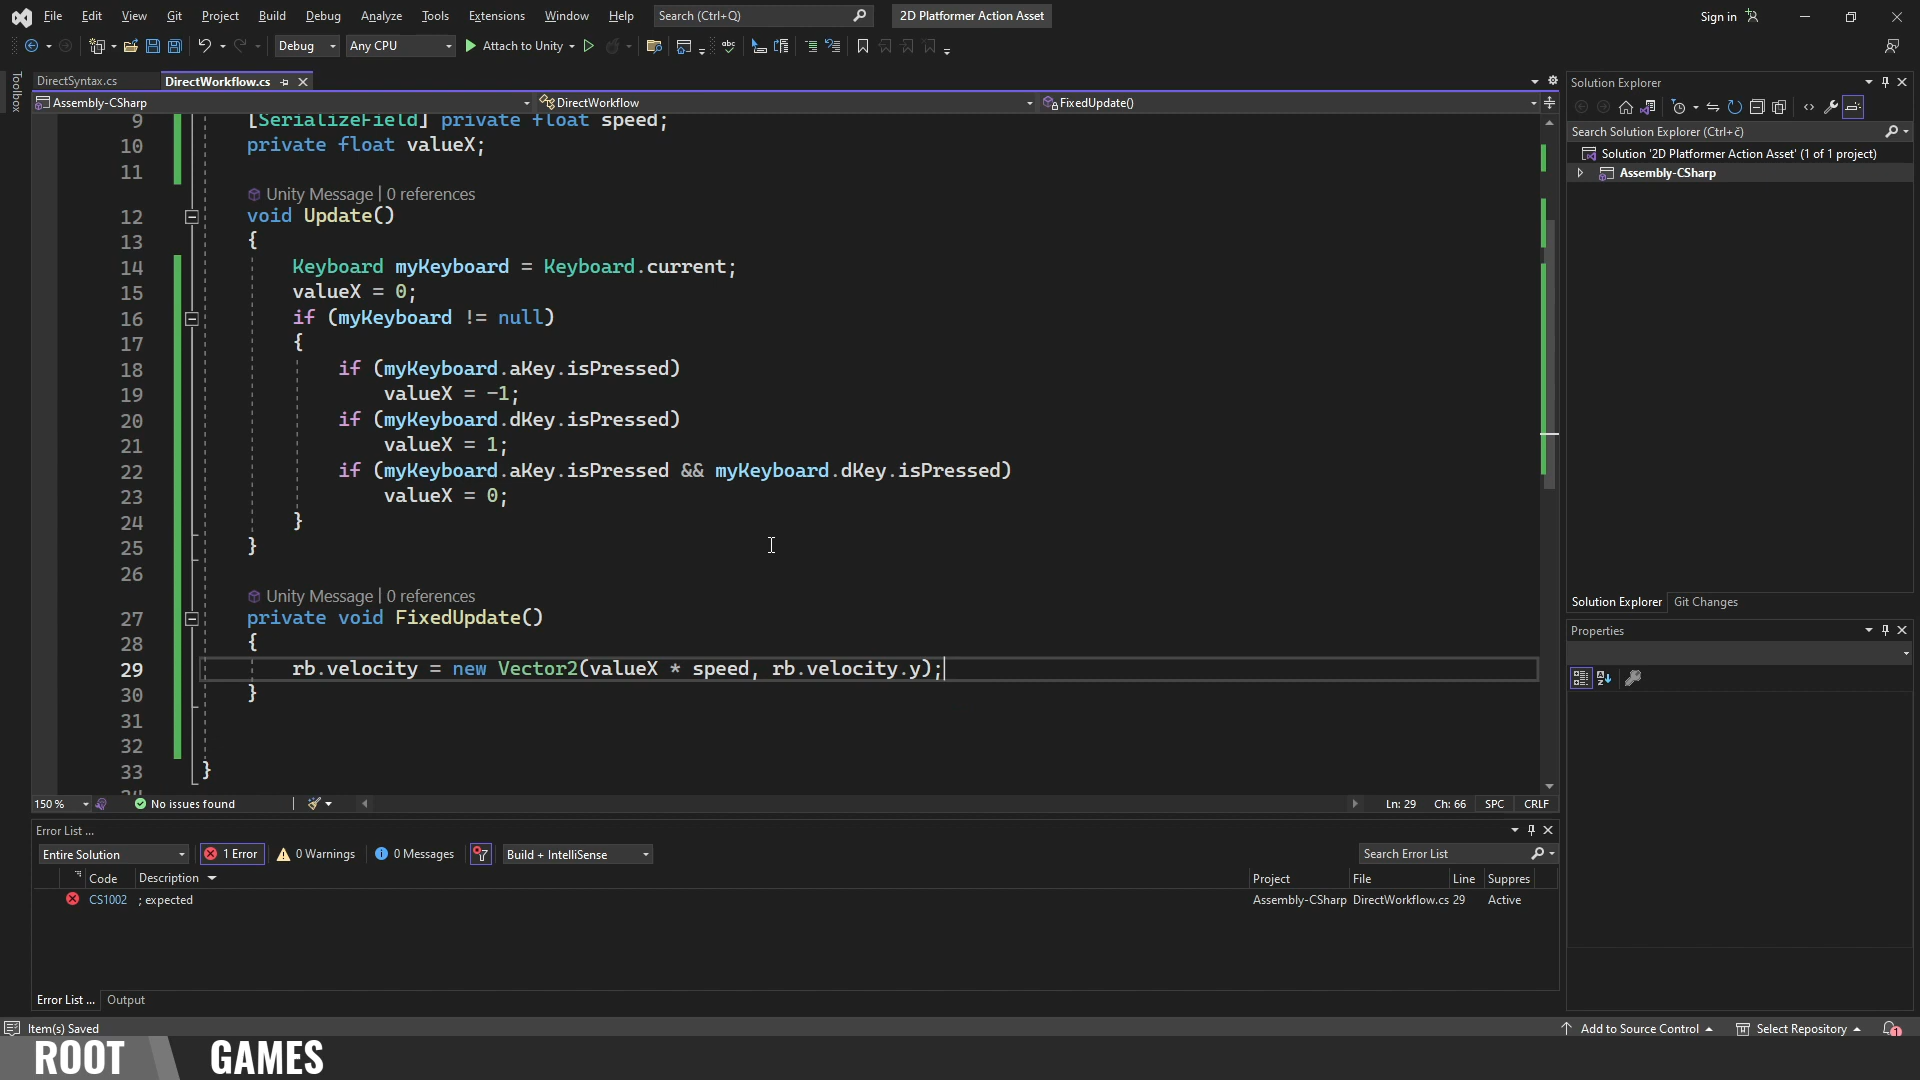 File Edit View Git Project Build Debug Analyze Tools Extensions Window Help Search (Ctrl+Q) 2D Platformer Action Asset Sign in
Debug Any CPU Attach to Unity
Toolbox
DirectSyntax.cs DirectWorkflow.cs
Assembly-CSharp DirectWorkflow FixedUpdate()
9 [SerializeField] private float speed;
10 private float valueX;
11
Unity Message | 0 references
12 void Update()
13 {
14 Keyboard myKeyboard = Keyboard.current;
15 valueX = 0;
16 if (myKeyboard != null)
17 {
18 if (myKeyboard.aKey.isPressed)
19 valueX = -1;
20 if (myKeyboard.dKey.isPressed)
21 valueX = 1;
22 if (myKeyboard.aKey.isPressed && myKeyboard.dKey.isPressed)
23 valueX = 0;
24 }
25 }
26
Unity Message | 0 references
27 private void FixedUpdate()
28 {
29 rb.velocity = new Vector2(valueX * speed, rb.velocity.y);
30 }
31
32
33 }
150 % No issues found Ln: 29 Ch: 66 SPC CRLF
Error List ...
Entire Solution 1 Error 0 Warnings 0 Messages Build + IntelliSense Search Error List
Code Description Project File Line Suppres
CS1002 ; expected Assembly-CSharp DirectWorkflow.cs 29 Active
Error List ... Output
Solution Explorer
Search Solution Explorer (Ctrl+č)
Solution '2D Platformer Action Asset' (1 of 1 project)
Assembly-CSharp
Solution Explorer Git Changes
Properties
Item(s) Saved Add to Source Control Select Repository 1
ROOT GAMES